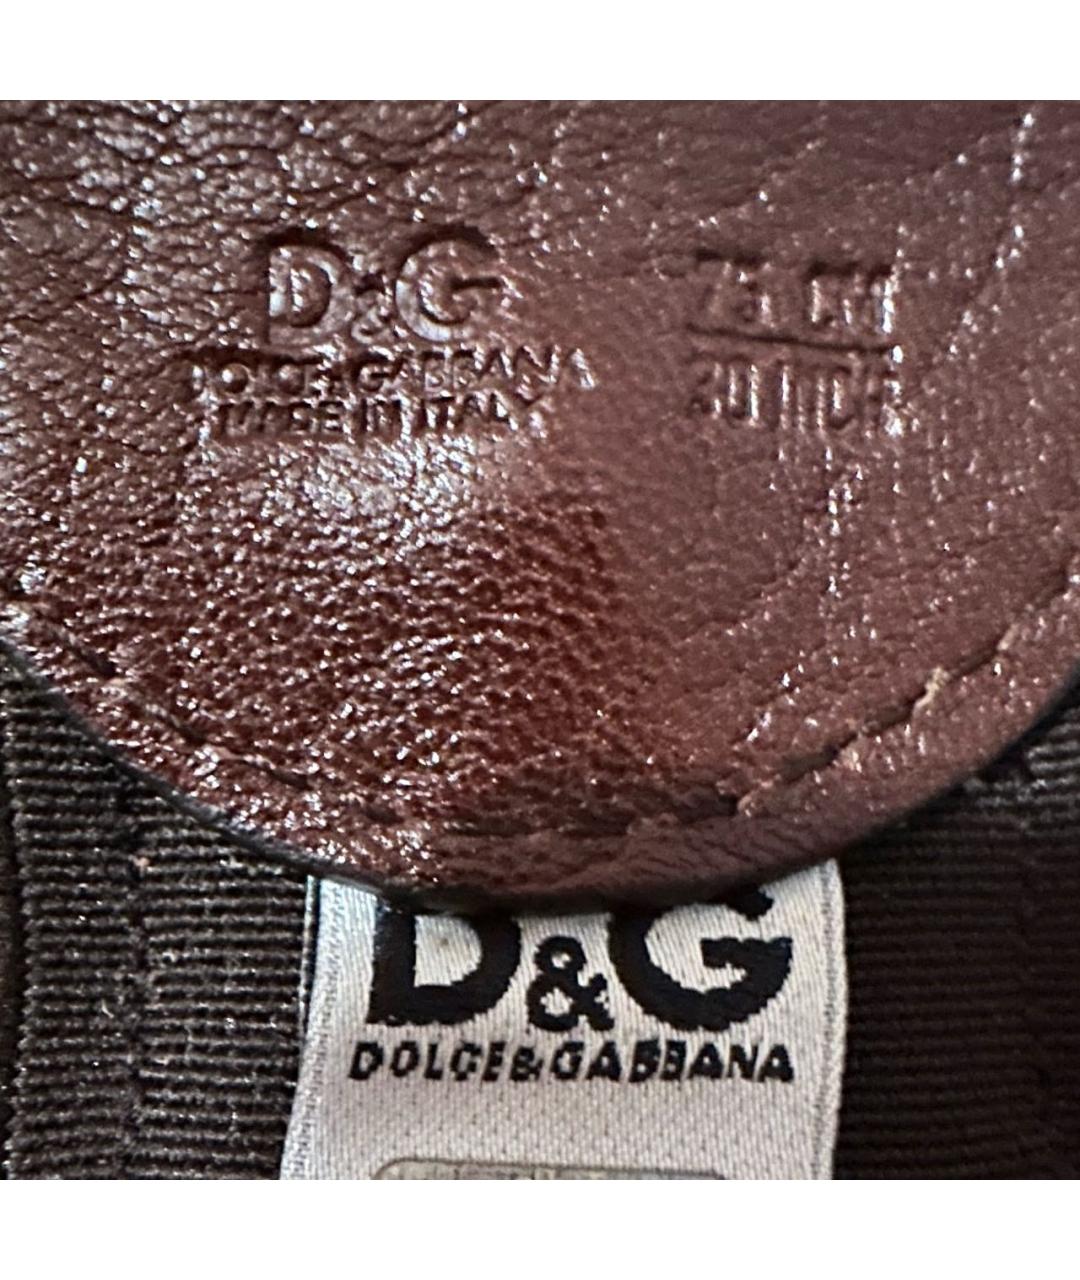 D&G
DOLCE&GABBANA
MADE IN ITALY
75 CM
30 INCH
D&G
DOLCE&GABBANA